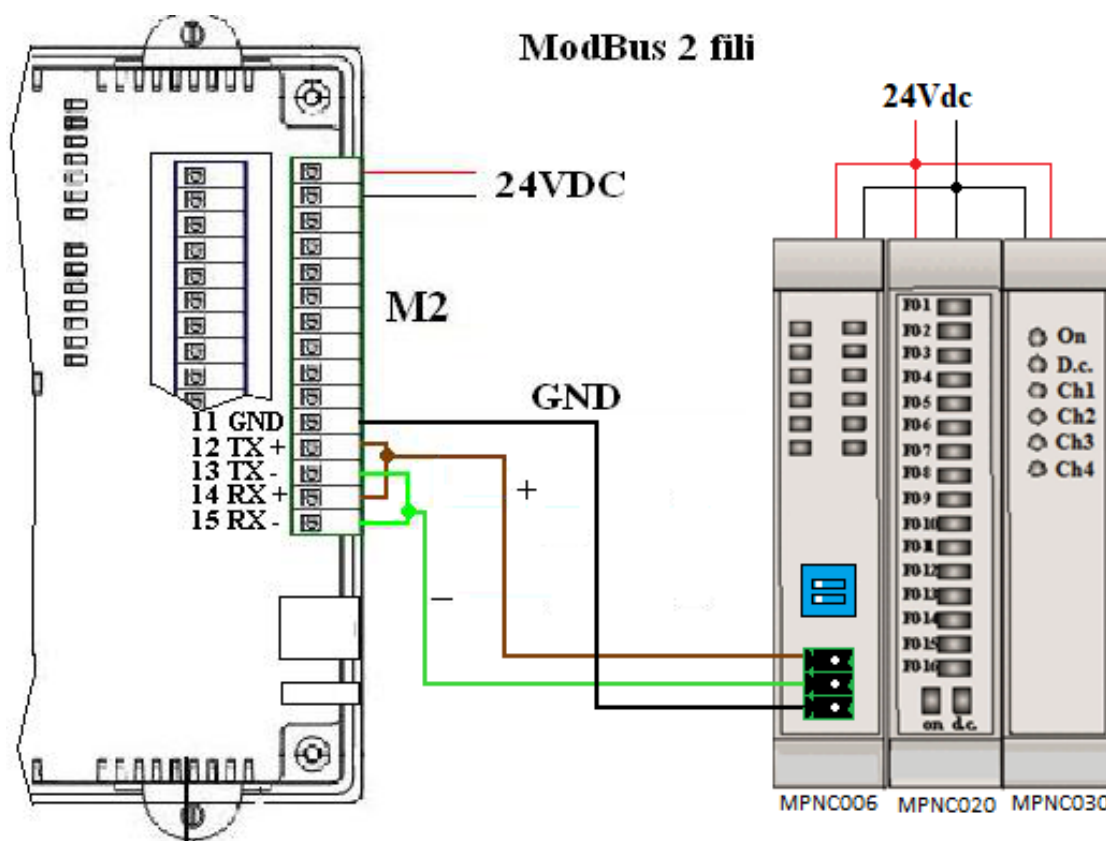 ModBus 2 fili
24Vdc
24VDC
M2
GND
11 GND
12 TX +
13 TX -
14 RX +
15 RX -
+
-
F01
F02
F03
F04
F05
F06
F07
F08
F09
F010
F011
F012
F013
F014
F015
F016
on d.c.
On
D.c.
Ch1
Ch2
Ch3
Ch4
MPNC006 MPNC020 MPNC030